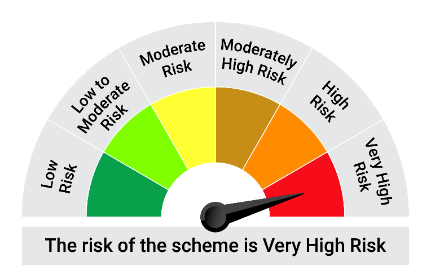 Low
Risk
Low to
Moderate
Risk
Moderate
Risk
Moderately
High Risk
High
Risk
Very High
Risk
The risk of the scheme is Very High Risk